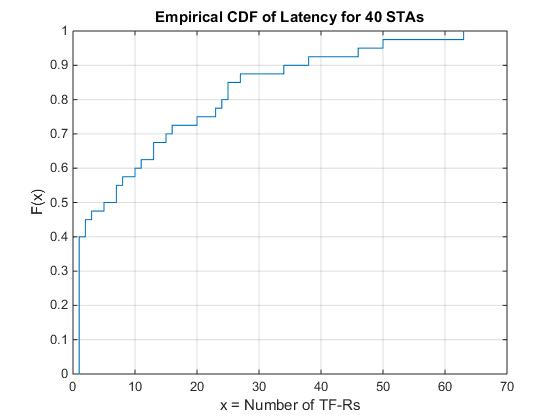 Empirical CDF of Latency for 40 STAs
1
0.9
0.8
0.7
0.6
0.5
0.4
0.3
0.2
0.1
0
F(x)
0 10 20 30 40 50 60 70
x = Number of TF-Rs